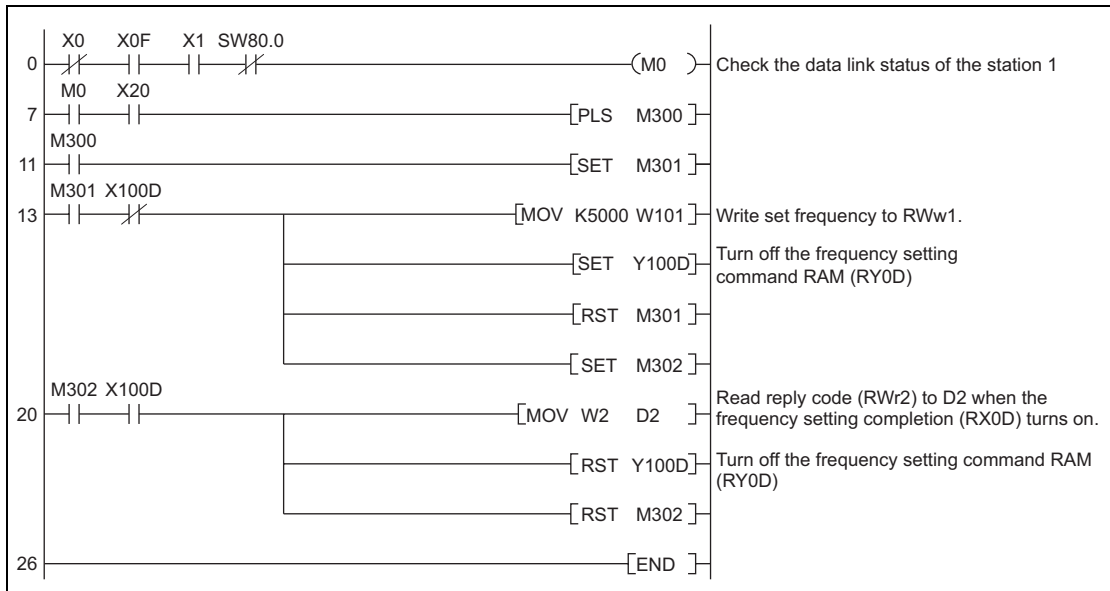 X0 X0F X1 SW80.0
0 M0 Check the data link status of the station 1
M0 X20
7 PLS M300
M300
11 SET M301
M301 X100D
13 MOV K5000 W101 Write set frequency to RWw1.
SET Y100D Turn off the frequency setting
command RAM (RY0D)
RST M301
SET M302
M302 X100D
20 MOV W2 D2 Read reply code (RWr2) to D2 when the
frequency setting completion (RX0D) turns on.
RST Y100D Turn off the frequency setting command RAM
(RY0D)
RST M302
26 END